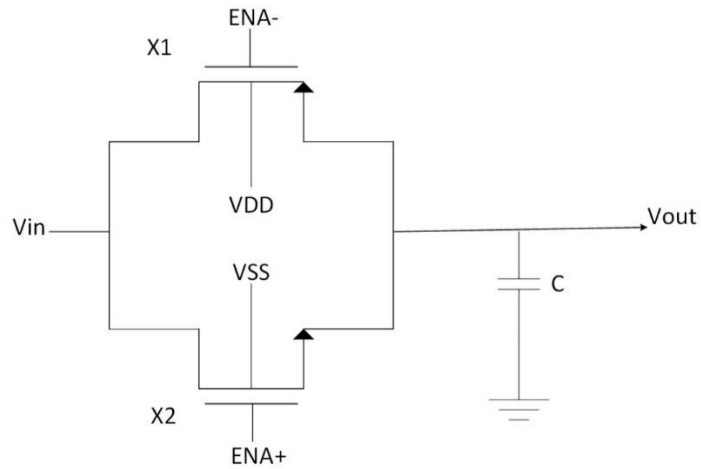 ENA-
X1
VDD
Vin
Vout
VSS
C
X2
ENA+